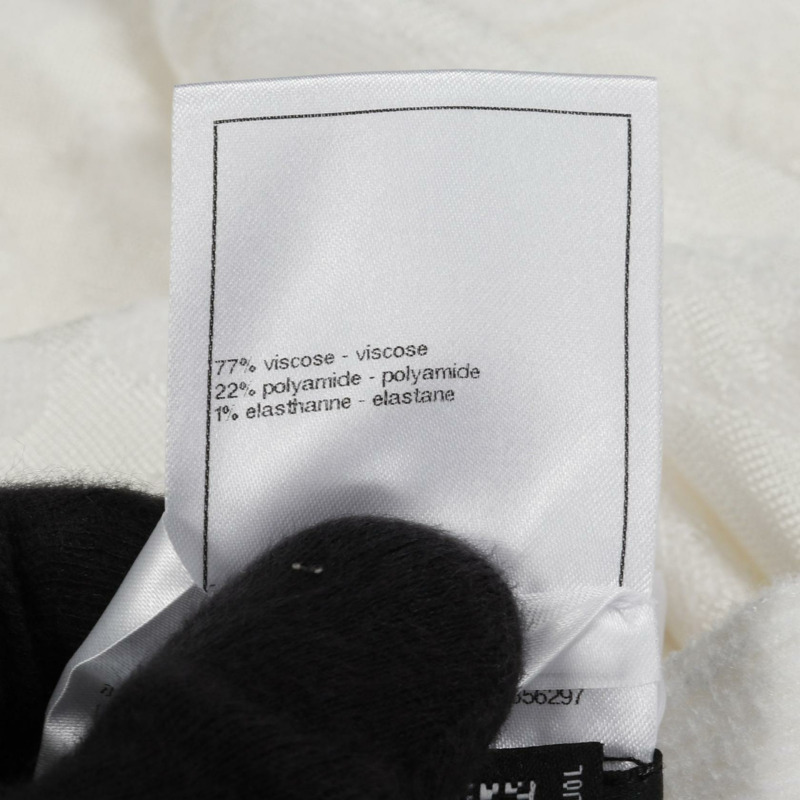 77% viscose - viscose
22% polyamide - polyamide
1% elasthanne - elastane